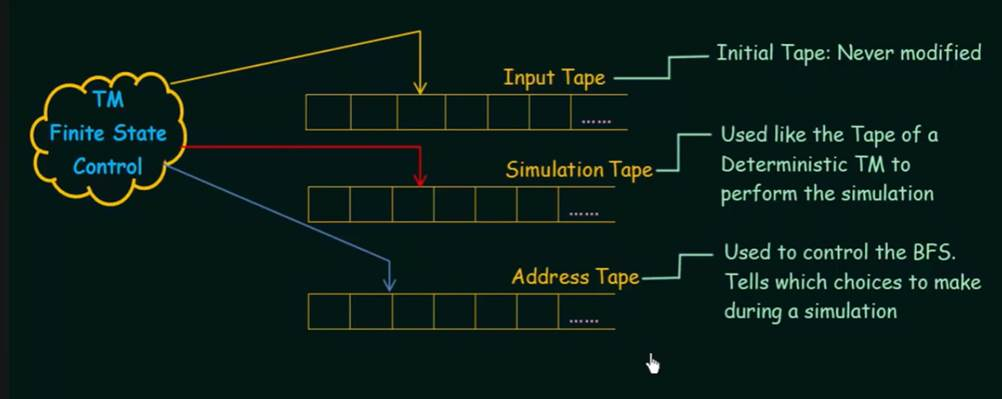 TM
Finite State
Control
Input Tape
......
Initial Tape: Never modified
Simulation Tape
......
Used like the Tape of a
Deterministic TM to
perform the simulation
Address Tape
......
Used to control the BFS.
Tells which choices to make
during a simulation